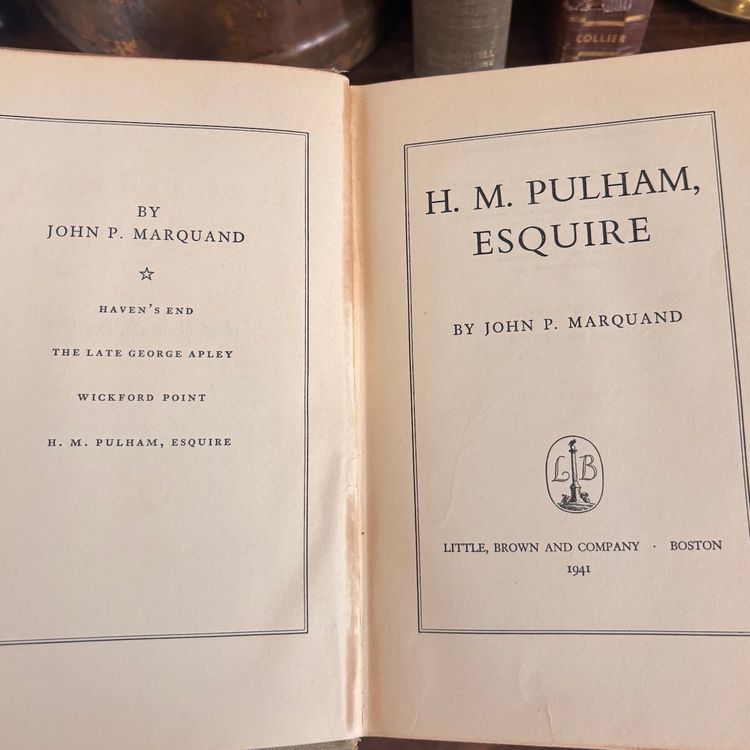 COLLIER
BY
JOHN P. MARQUAND
HAVEN'S END
THE LATE GEORGE APLEY
WICKFORD POINT
H. M. PULHAM, ESQUIRE
H. M. PULHAM,
ESQUIRE
BY JOHN P. MARQUAND
L B
LITTLE, BROWN AND COMPANY · BOSTON
1941